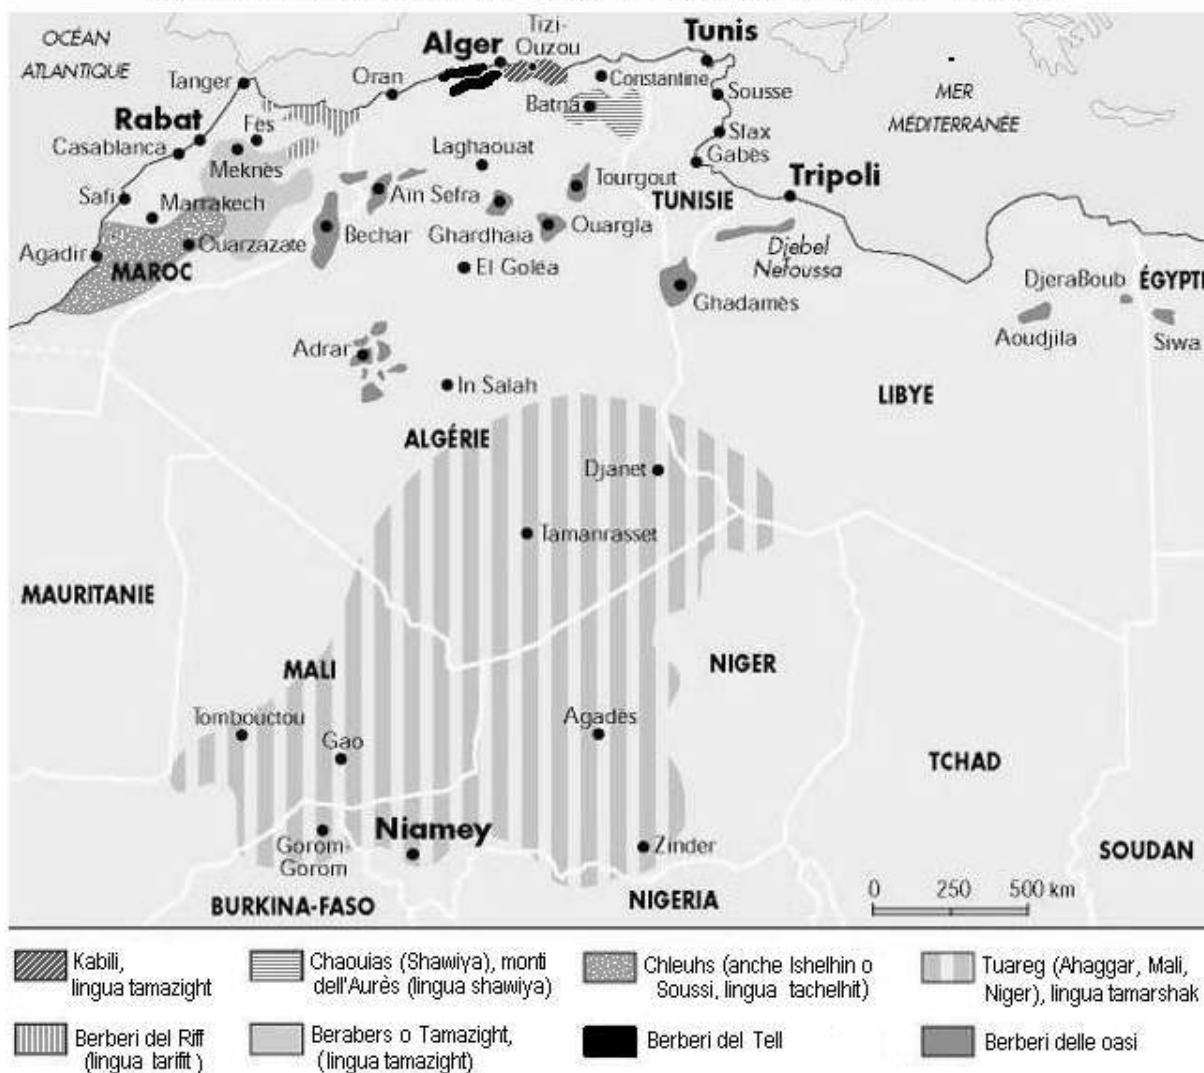 OCÉAN
ATLANTIQUE
Tanger
Oran
Alger
Tizi-
Ouzou
Tunis
Constantine
Sousse
MER
MÉDITERRANÉE
Rabat
Fès
Batna
Casablanca
Meknès
Laghaouat
Sfax
Gabès
Safi
Marrakech
Aïn Sefra
Tourgout
TUNISIE
Tripoli
Agadir
Ouarzazate
Bechar
Ghardhaia
Ouargla
MAROC
El Goléa
Djebel
Nefoussa
Ghadamès
DjeraBoub
ÉGYPTE
Aoudjila
Siwa
Adrar
In Salah
LIBYE
ALGÉRIE
Djanet
Tamanrasset
MAURITANIE
MALI
NIGER
Tombouctou
Gao
Agadès
TCHAD
Niamey
Gorom-
Gorom
Zinder
SOUDAN
BURKINA-FASO
NIGERIA
0 250 500 km
Kabili,
lingua tamazight
Chaouias (Shawiya), monti
dell'Aurès (lingua shawiya)
Chleuhs (anche Ishelhin o
Soussi, lingua tachelhit)
Tuareg (Ahaggar, Mali,
Niger), lingua tamarshak
Berberi del Riff
(lingua tarifit )
Berabers o Tamazight,
(lingua tamazight)
Berberi del Tell
Berberi delle oasi